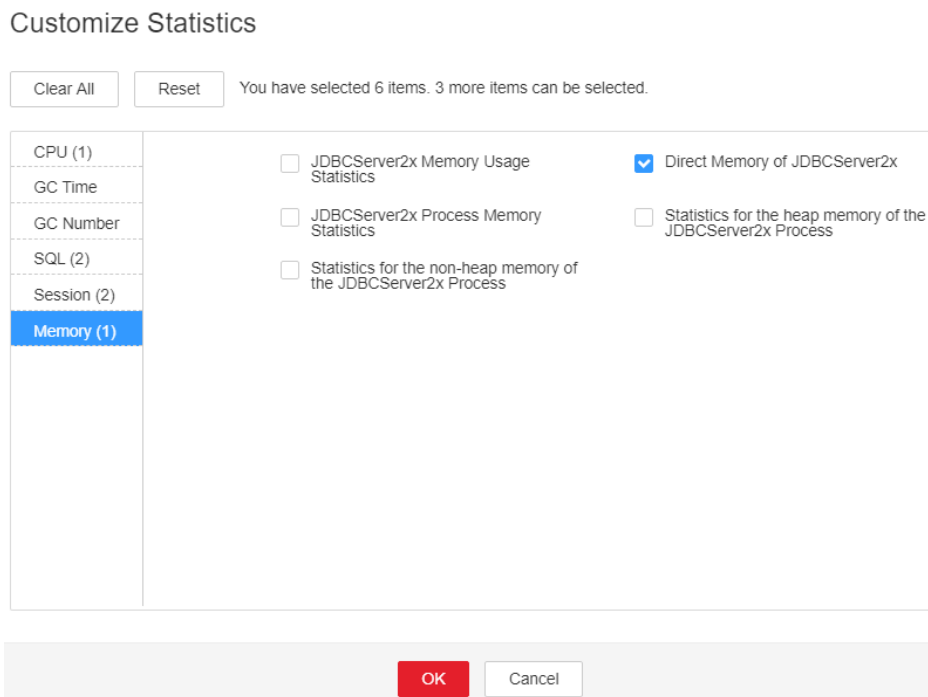 Customize Statistics
Clear All
Reset
You have selected 6 items. 3 more items can be selected.
CPU (1)
GC Time
GC Number
SQL (2)
Session (2)
Memory (1)
JDBCServer2x Memory Usage
Statistics
Direct Memory of JDBCServer2x
JDBCServer2x Process Memory
Statistics
Statistics for the heap memory of the
JDBCServer2x Process
Statistics for the non-heap memory of
the JDBCServer2x Process
OK
Cancel